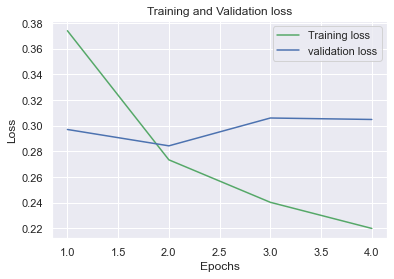 Training and Validation loss
Training loss
validation loss
0.38
0.36
0.34
0.32
0.30
0.28
0.26
0.24
0.22
Loss
1.0 1.5 2.0 2.5 3.0 3.5 4.0
Epochs